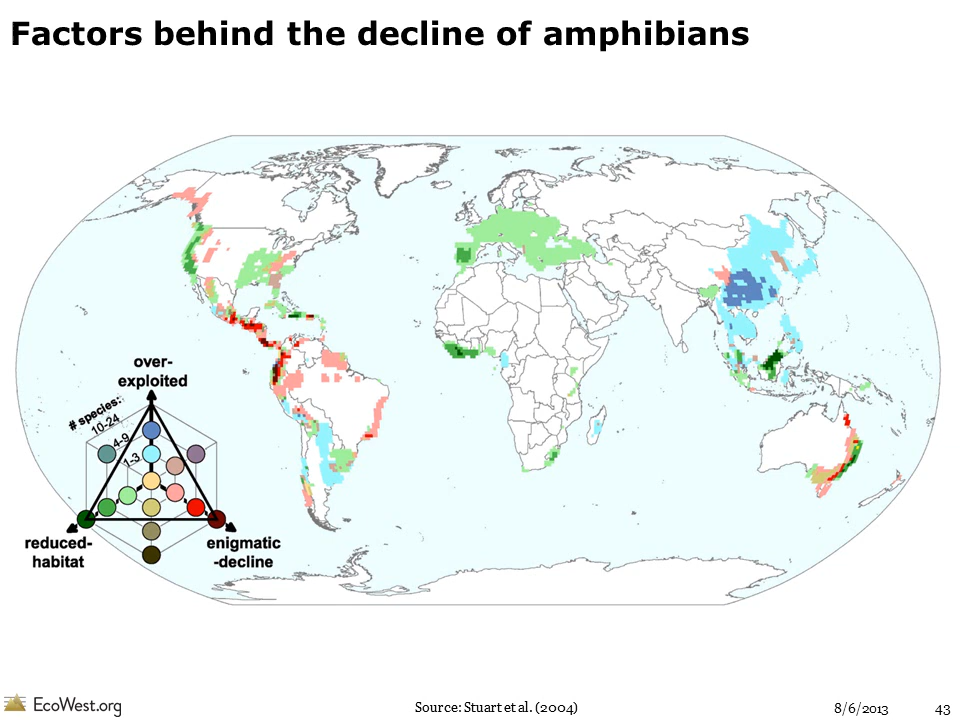 Factors behind the decline of amphibians
over-
exploited
# species:
10-24
4-9
1-3
reduced-
habitat
enigmatic
-decline
EcoWest.org
Source: Stuart et al. (2004)
8/6/2013
43